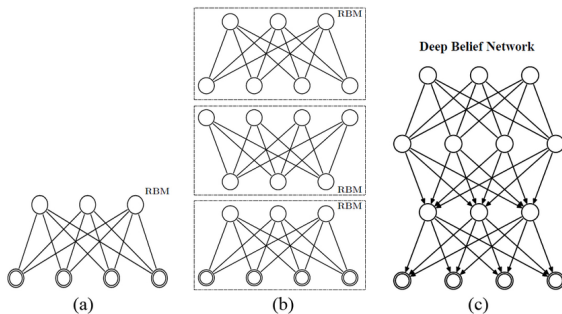 RBM
(a)
RBM
RBM
RBM
(b)
Deep Belief Network
(c)